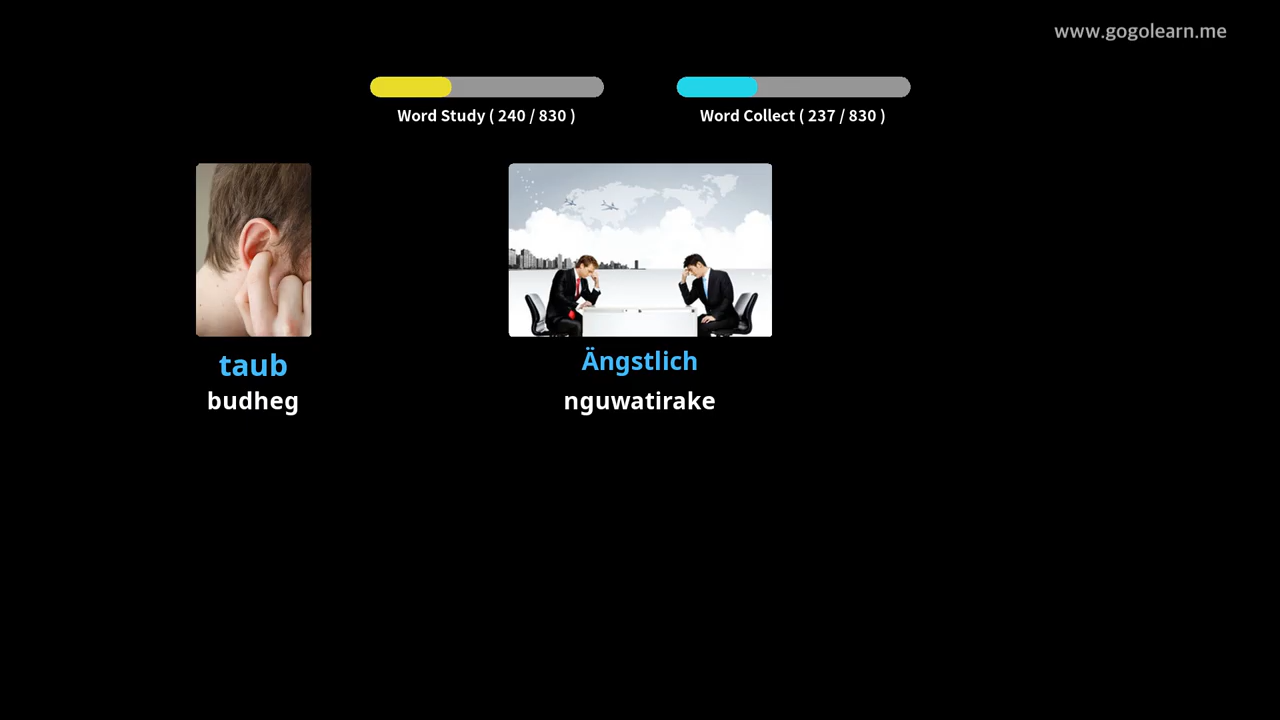 www.gogolearn.me
Word Study ( 240 / 830 )
Word Collect ( 237 / 830 )
taub
budheg
Ängstlich
nguwatirake